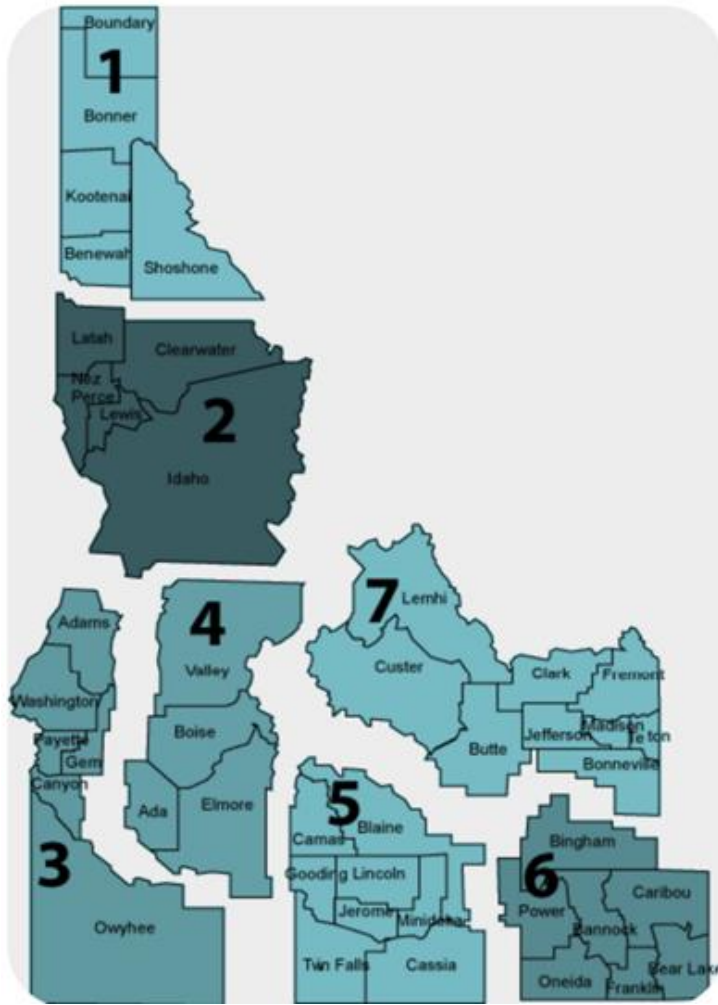 Boundary
1
Bonner
Kootenai
Benewah
Shoshone
Latah
Clearwater
Nez
Perce
Lewis
2
Idaho
Adams
4
7
Lemhi
Valley
Custer
Clark
Fremont
Washington
Boise
Butte
Jefferson
Madison
Teton
Payette
Gem
Bonneville
Canyon
Ada
Elmore
5
Camas
Blaine
Bingham
3
Gooding
Lincoln
6
Caribou
Jerome
Minidoka
Power
Bannock
Owyhee
Twin Falls
Cassia
Oneida
Franklin
Bear Lake